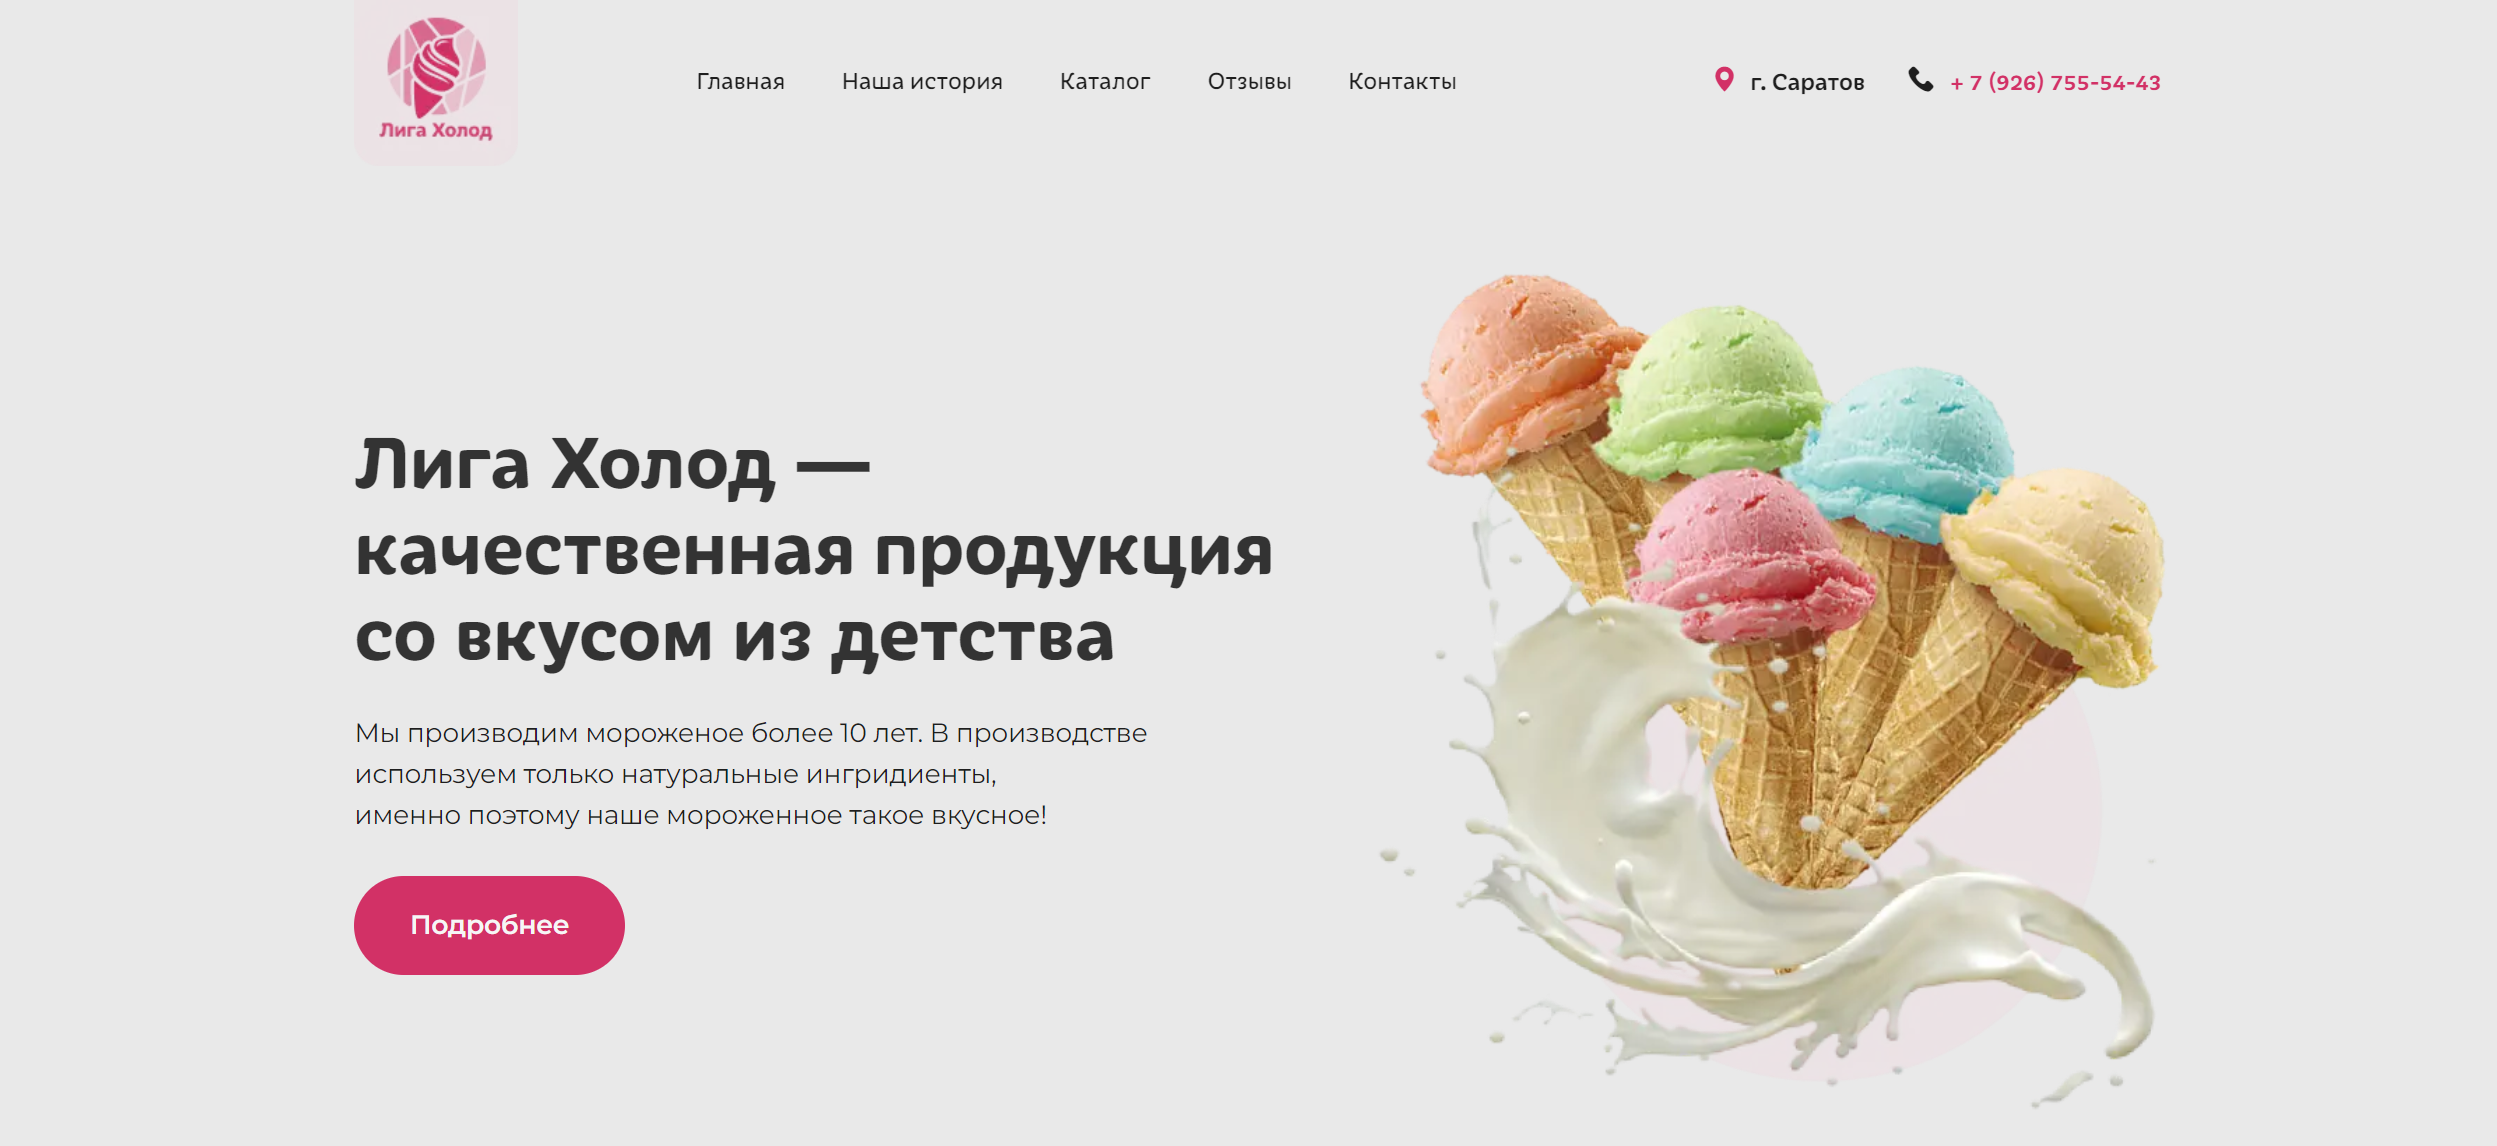 Лига Холод
Главная
Наша история
Каталог
Отзывы
Контакты
г. Саратов
+ 7 (926) 755-54-43
Лига Холод —
качественная продукция
со вкусом из детства
Мы производим мороженое более 10 лет. В производстве
используем только натуральные ингридиенты,
именно поэтому наше мороженное такое вкусное!
Подробнее